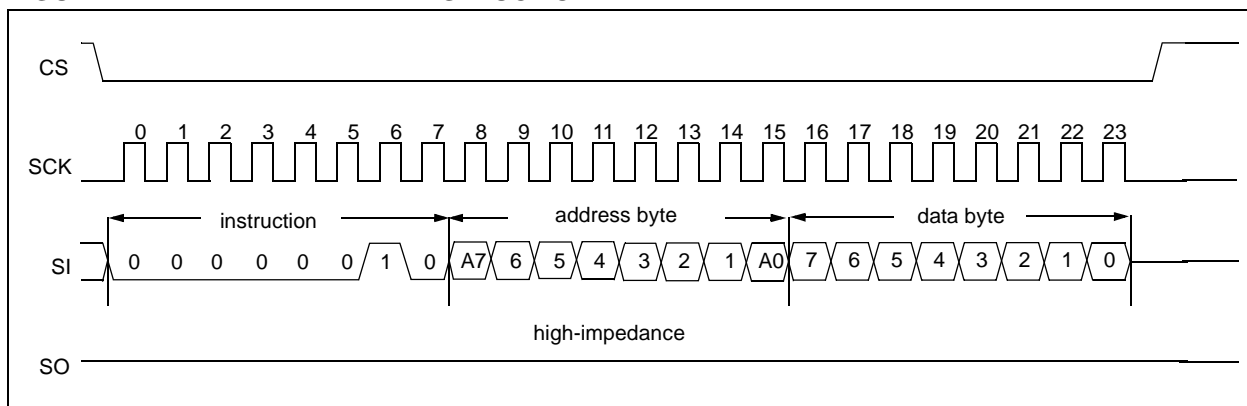 CS
0 1 2 3 4 5 6 7 8 9 10 11 12 13 14 15 16 17 18 19 20 21 22 23
SCK
instruction address byte data byte
SI 0 0 0 0 0 0 1 0 A7 6 5 4 3 2 1 A0 7 6 5 4 3 2 1 0
high-impedance
SO